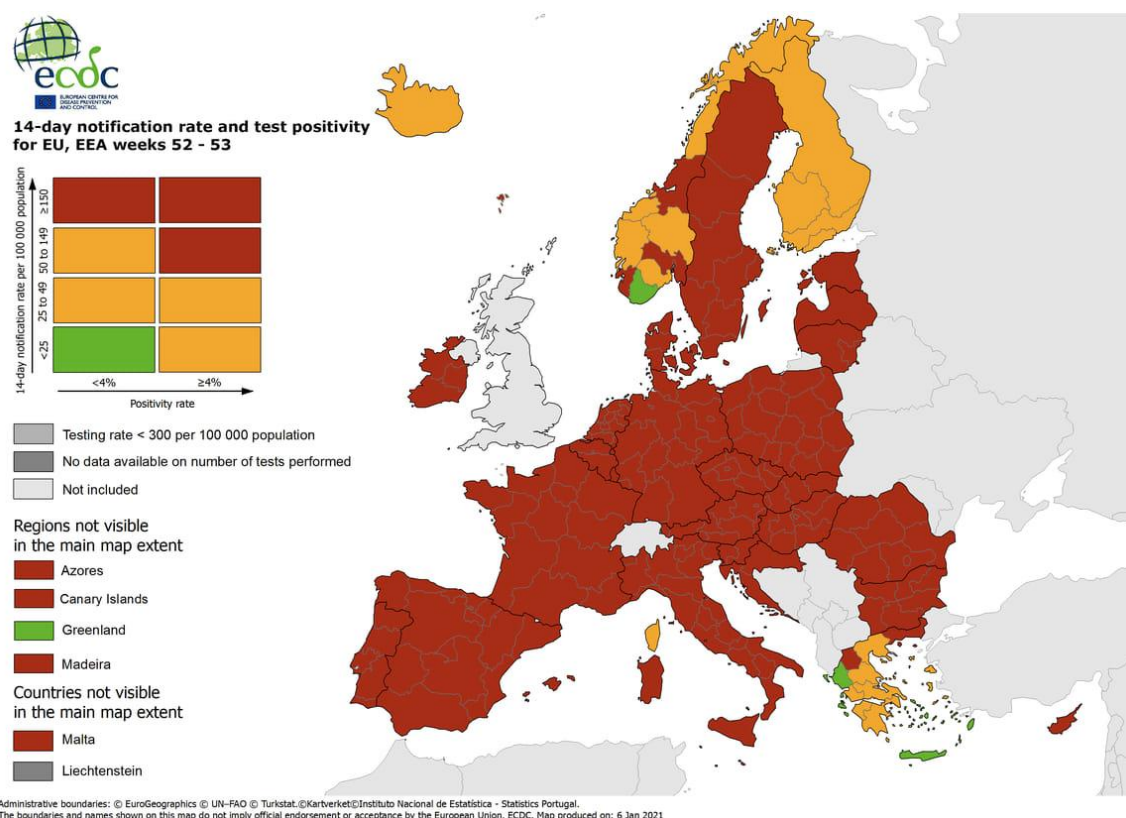 ecdc
EUROPEAN CENTRE FOR
DISEASE PREVENTION
AND CONTROL
14-day notification rate and test positivity
for EU, EEA weeks 52 - 53
14-day notification rate per 100 000 population
≥150
50 to 149
25 to 49
<25
<4%
≥4%
Positivity rate
Testing rate < 300 per 100 000 population
No data available on number of tests performed
Not included
Regions not visible
in the main map extent
Azores
Canary Islands
Greenland
Madeira
Countries not visible
in the main map extent
Malta
Liechtenstein
Administrative boundaries: © EuroGeographics © UN–FAO © Turkstat.©Kartverket©Instituto Nacional de Estatística - Statistics Portugal.
The boundaries and names shown on this map do not imply official endorsement or acceptance by the European Union. ECDC. Map produced on: 6 Jan 2021